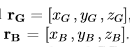 l r_G = [x_G, y_G, z_G],
r_B = [x_B, y_B, z_B].